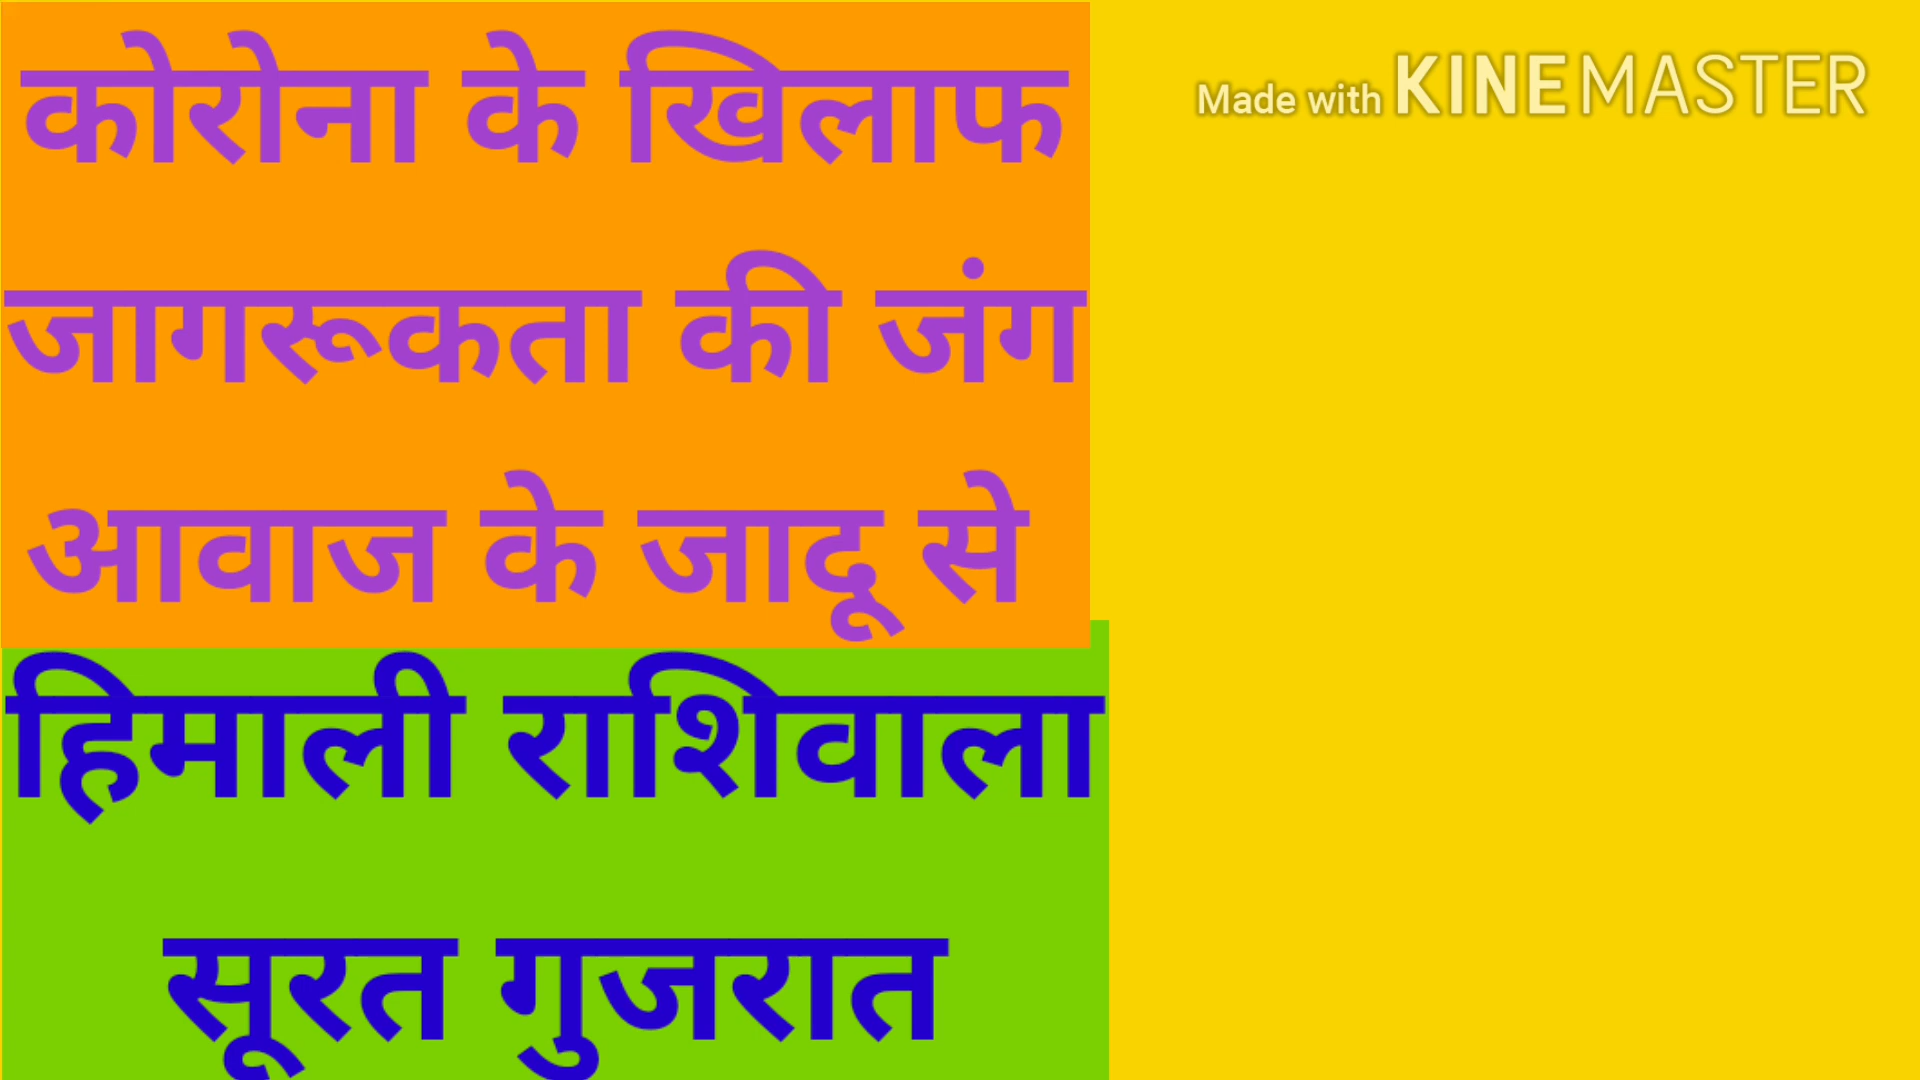 कोरोना के खिलाफ
जागरूकता की जंग
आवाज के जादू से
हिमाली राशिवाला
सूरत गुजरात
Made with KINEMASTER